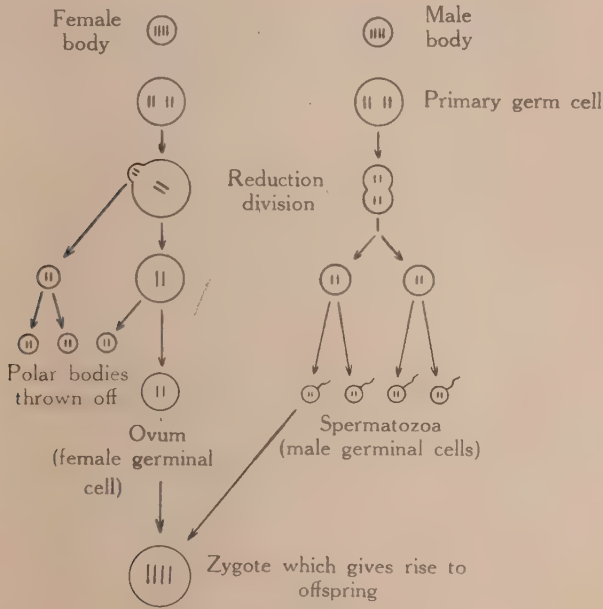 Female
body
Male
body
Primary germ cell
Reduction
division
Polar bodies
thrown off
Ovum
(female germinal
cell)
Spermatozoa
(male germinal cells)
Zygote which gives rise to
offspring